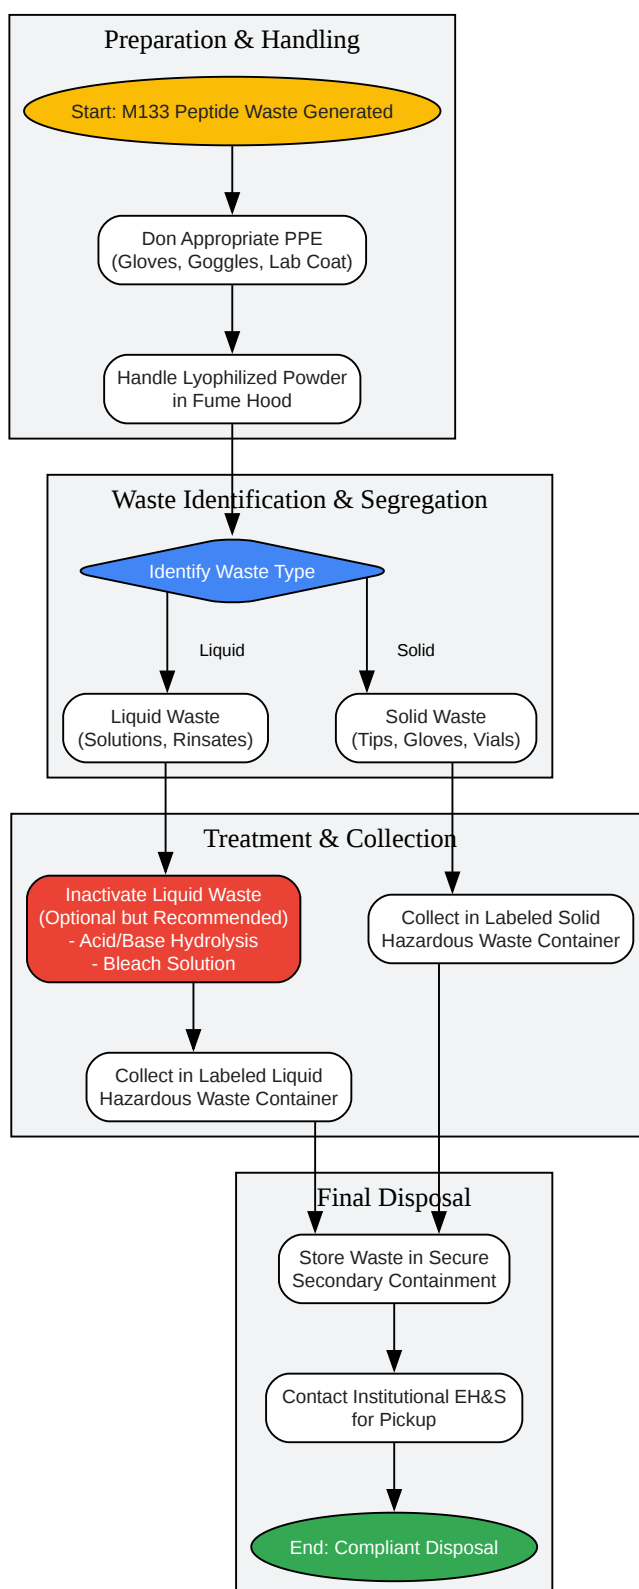 Preparation & Handling
Start: M133 Peptide Waste Generated
Don Appropriate PPE
(Gloves, Goggles, Lab Coat)
Handle Lyophilized Powder
in Fume Hood
Waste Identification & Segregation
Identify Waste Type
Liquid
Solid
Liquid Waste
(Solutions, Rinsates)
Solid Waste
(Tips, Gloves, Vials)
Treatment & Collection
Inactivate Liquid Waste
(Optional but Recommended)
- Acid/Base Hydrolysis
- Bleach Solution
Collect in Labeled Solid
Hazardous Waste Container
Collect in Labeled Liquid
Hazardous Waste Container
Final Disposal
Store Waste in Secure
Secondary Containment
Contact Institutional EH&S
for Pickup
End: Compliant Disposal